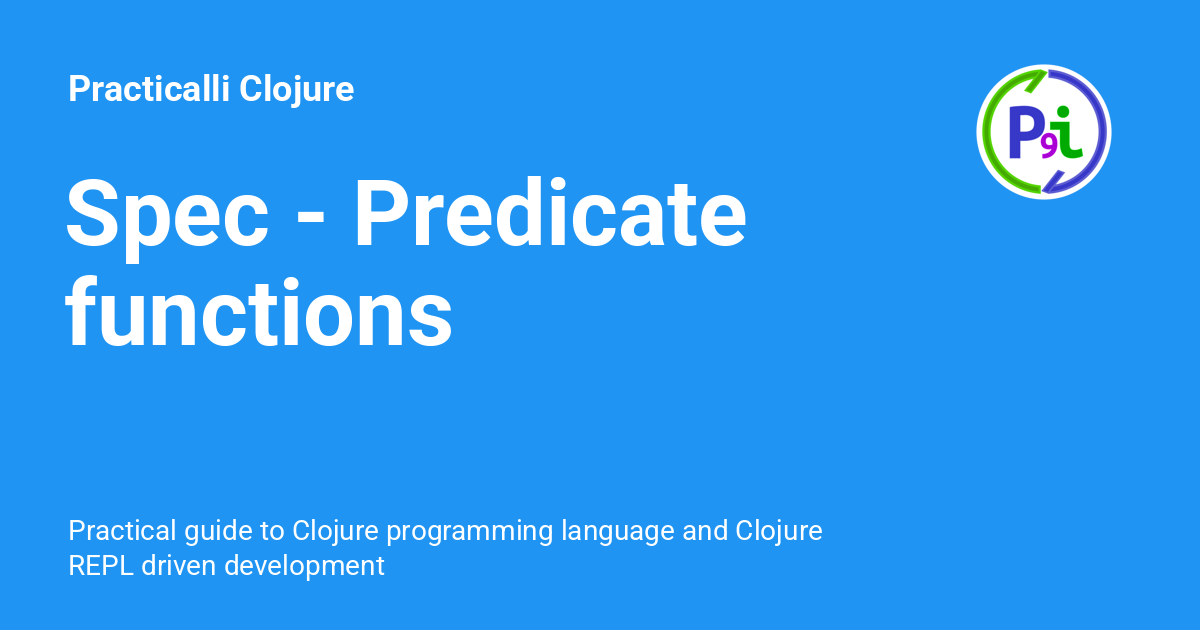 Practicalli Clojure
P9i
Spec - Predicate
functions
Practical guide to Clojure programming language and Clojure
REPL driven development